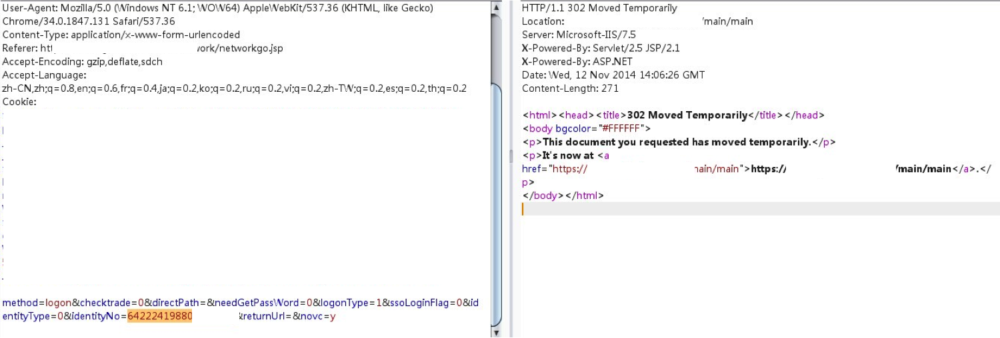 User-Agent: Mozilla/5.0 (Windows NT 6.1; WOW64) AppleWebKit/537.36 (KHTML, like Gecko)
Chrome/34.0.1847.131 Safari/537.36
Content-Type: application/x-www-form-urlencoded
Referer: htt work/networkgo.jsp
Accept-Encoding: gzip,deflate,sdch
Accept-Language:
zh-CN,zh;q=0.8,en;q=0.6,fr;q=0.4,ja;q=0.2,ko;q=0.2,ru;q=0.2,vi;q=0.2,zh-TW;q=0.2,es;q=0.2,th;q=0.2
Cookie:
method=logon&checktrade=0&directPath=&needGetPassWord=0&logonType=1&ssoLoginFlag=0&id
entityType=0&identityNo=64222419880 &returnUrl=&novc=y
HTTP/1.1 302 Moved Temporarily
Location: /main/main
Server: Microsoft-IIS/7.5
X-Powered-By: Servlet/2.5 JSP/2.1
X-Powered-By: ASP.NET
Date: Wed, 12 Nov 2014 14:06:26 GMT
Content-Length: 271
<html><head><title>302 Moved Temporarily</title></head>
<body bgcolor="#FFFFFF">
<p>This document you requested has moved temporarily.</p>
<p>It's now at <a
href="https:// main/main">https:// /main/main</a>.</
p>
</body></html>